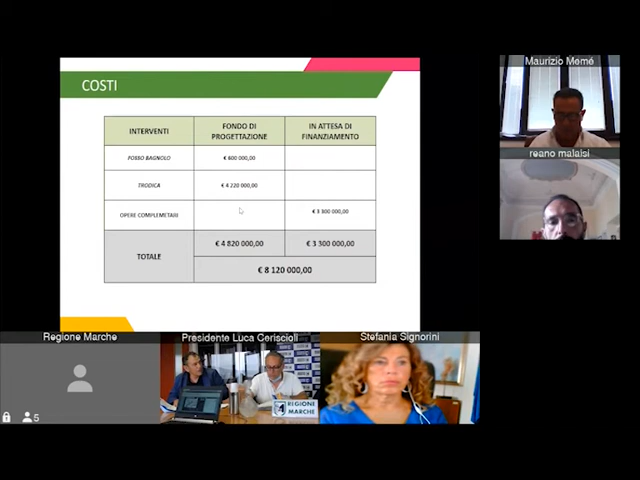 COSTI
INTERVENTI
FONDO DI
PROGETTAZIONE
IN ATTESA DI
FINANZIAMENTO
FOSSO BAGNOLO
€ 600 000,00
TRODICA
€ 4 220 000,00
OPERE COMPLEMETARI
€ 3 300 000,00
TOTALE
€ 4 820 000,00
€ 3 300 000,00
€ 8 120 000,00
Maurizio Memé
reano malaisi
Regione Marche
5
Presidente Luca Ceriscioli
REGIONE
MARCHE
Stefania Signorini